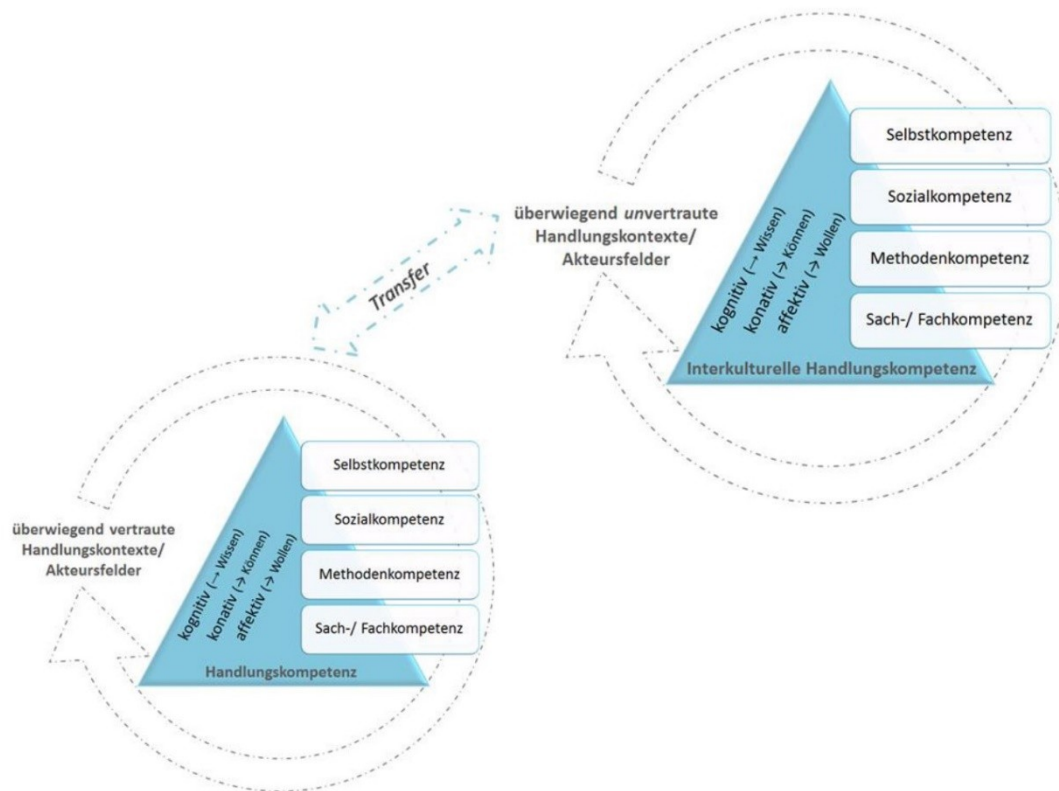 Selbstkompetenz
Sozialkompetenz
Methodenkompetenz
Sach-/ Fachkompetenz
überwiegend unvertraute
Handlungskontexte/
Akteursfelder
kognitiv (→ Wissen)
konativ (→ Können)
affektiv (→ Wollen)
Interkulturelle Handlungskompetenz
Transfer
Selbstkompetenz
Sozialkompetenz
Methodenkompetenz
Sach-/ Fachkompetenz
überwiegend vertraute
Handlungskontexte/
Akteursfelder
kognitiv (→ Wissen)
konativ (→ Können)
affektiv (→ Wollen)
Handlungskompetenz